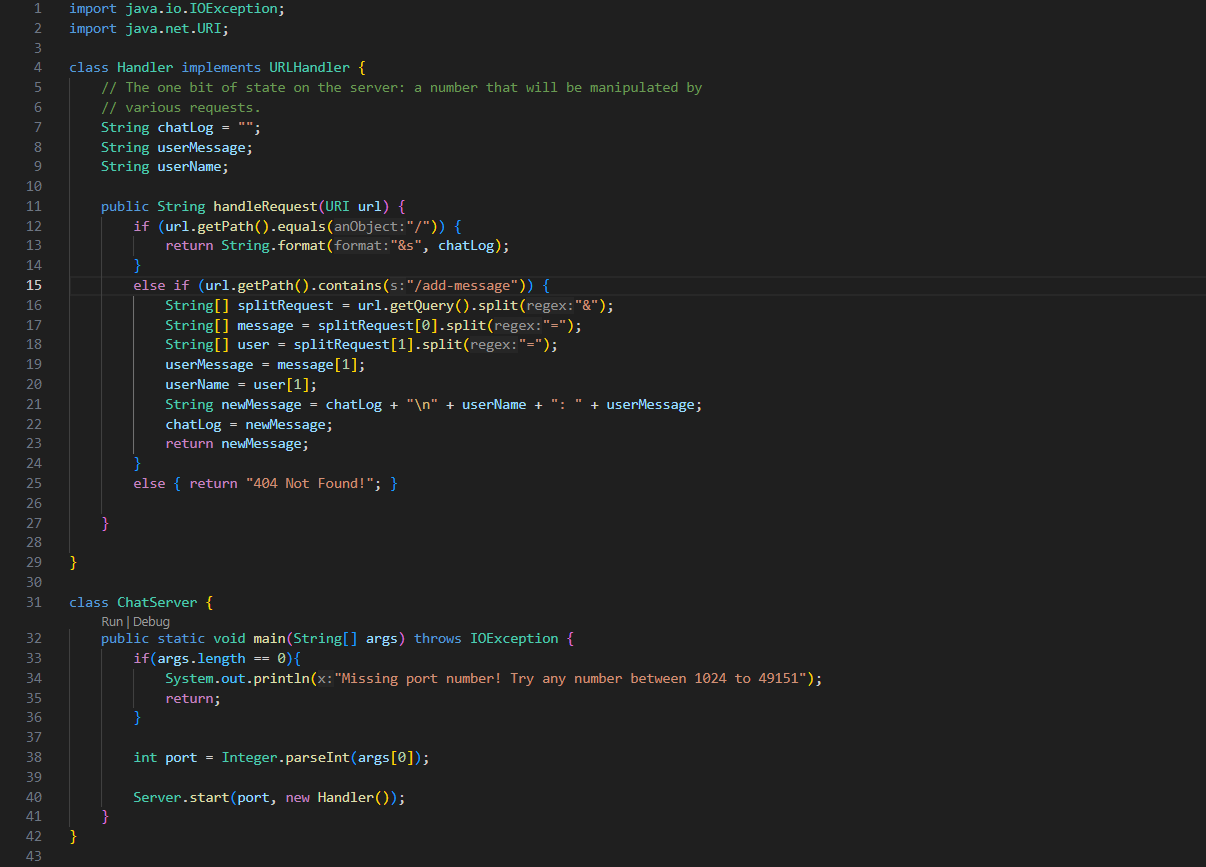 1 import java.io.IOException;
2 import java.net.URI;
3
4 class Handler implements URLHandler {
5 // The one bit of state on the server: a number that will be manipulated by
6 // various requests.
7 String chatLog = "";
8 String userMessage;
9 String userName;
10
11 public String handleRequest(URI url) {
12 if (url.getPath().equals(anObject:"/")) {
13 return String.format(format:"&s", chatLog);
14 }
15 else if (url.getPath().contains(s:"/add-message")) {
16 String[] splitRequest = url.getQuery().split(regex:"&");
17 String[] message = splitRequest[0].split(regex:"=");
18 String[] user = splitRequest[1].split(regex:"=");
19 userMessage = message[1];
20 userName = user[1];
21 String newMessage = chatLog + "\n" + userName + ": " + userMessage;
22 chatLog = newMessage;
23 return newMessage;
24 }
25 else { return "404 Not Found!"; }
26
27 }
28
29 }
30
31 class ChatServer {
Run | Debug
32 public static void main(String[] args) throws IOException {
33 if(args.length == 0){
34 System.out.println(x:"Missing port number! Try any number between 1024 to 49151");
35 return;
36 }
37
38 int port = Integer.parseInt(args[0]);
39
40 Server.start(port, new Handler());
41 }
42 }
43